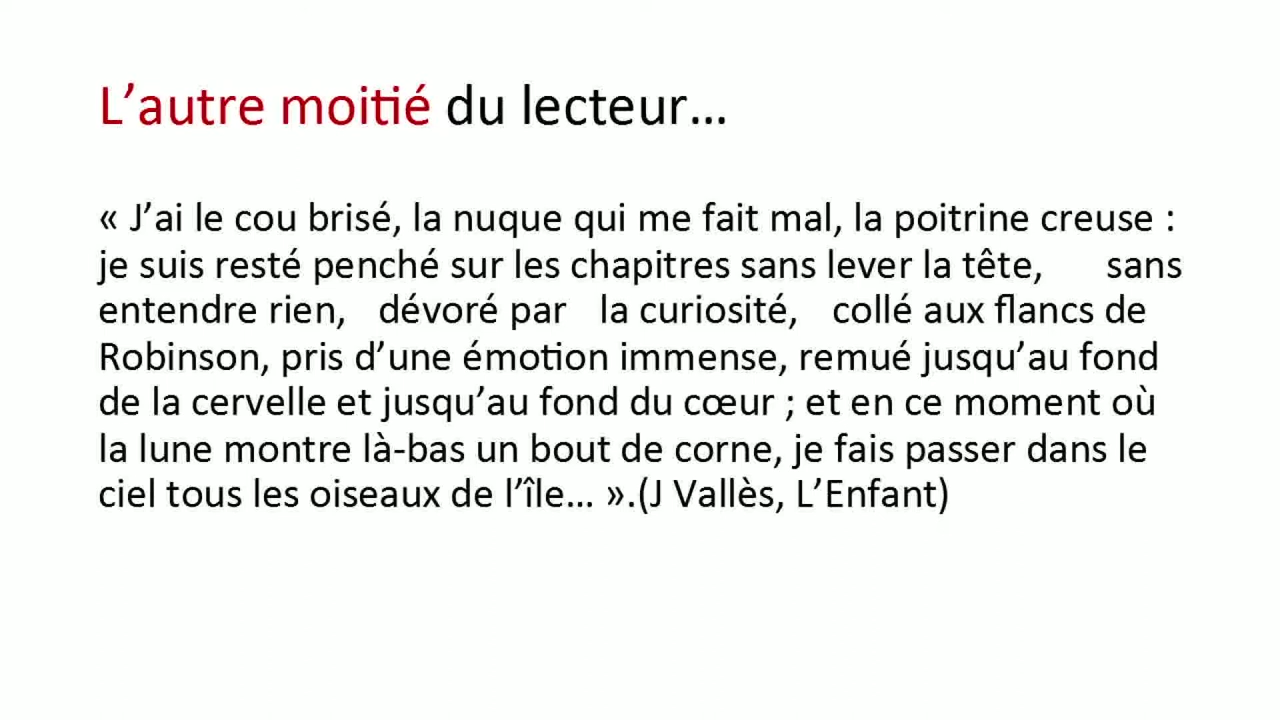 L’autre moitié du lecteur…
« J’ai le cou brisé, la nuque qui me fait mal, la poitrine creuse :
je suis resté penché sur les chapitres sans lever la tête, sans
entendre rien, dévoré par la curiosité, collé aux flancs de
Robinson, pris d’une émotion immense, remué jusqu’au fond
de la cervelle et jusqu’au fond du cœur ; et en ce moment où
la lune montre là-bas un bout de corne, je fais passer dans le
ciel tous les oiseaux de l’île… ».(J Vallès, L’Enfant)